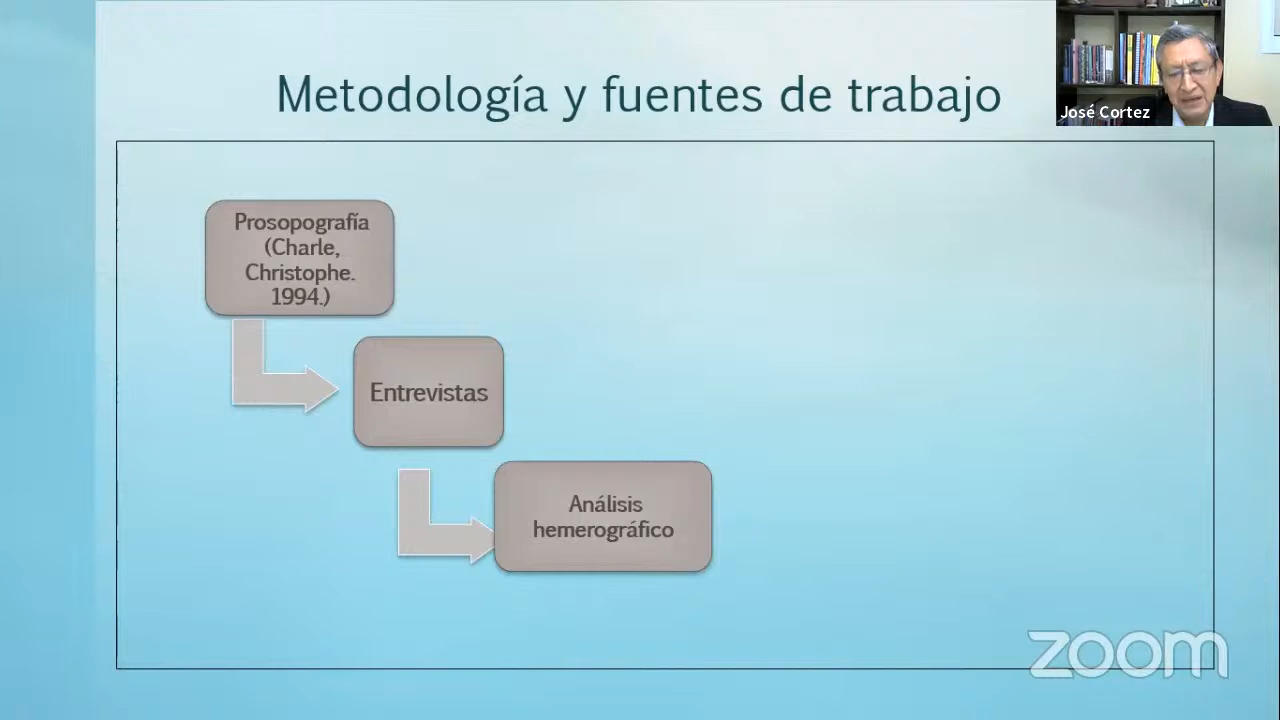 Metodología y fuentes de trabajo
José Cortez
Prosopografía
(Charle,
Christophe.
1994.)
Entrevistas
Análisis
hemerográfico
zoom